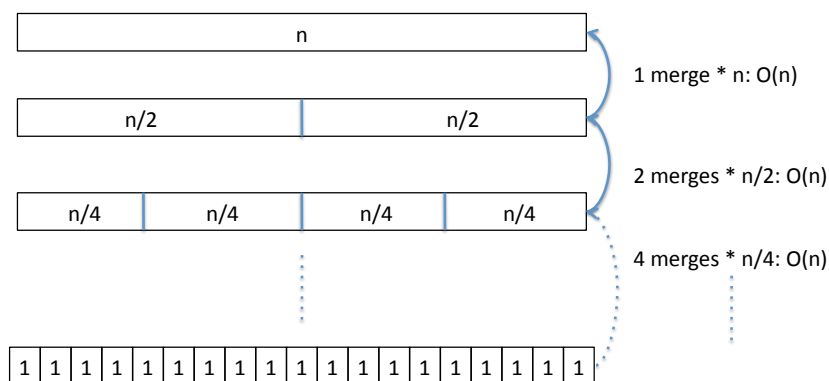 n
1 merge * n: O(n)
n/2 n/2
2 merges * n/2: O(n)
n/4 n/4 n/4 n/4
4 merges * n/4: O(n)
1 1 1 1 1 1 1 1 1 1 1 1 1 1 1 1 1 1 1